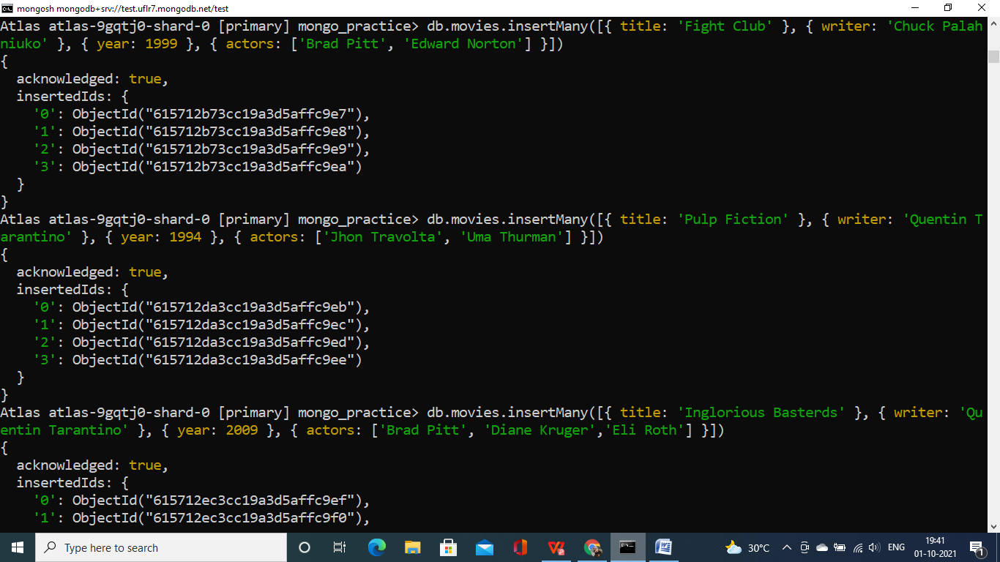 mongosh mongodb+srv://test.uflr7.mongodb.net/test
Atlas atlas-9gqtj0-shard-0 [primary] mongo_practice> db.movies.insertMany([{ title: 'Fight Club' }, { writer: 'Chuck Palah
niuko' }, { year: 1999 }, { actors: ['Brad Pitt', 'Edward Norton'] }])
{
  acknowledged: true,
  insertedIds: {
    '0': ObjectId("615712b73cc19a3d5affc9e7"),
    '1': ObjectId("615712b73cc19a3d5affc9e8"),
    '2': ObjectId("615712b73cc19a3d5affc9e9"),
    '3': ObjectId("615712b73cc19a3d5affc9ea")
  }
}
Atlas atlas-9gqtj0-shard-0 [primary] mongo_practice> db.movies.insertMany([{ title: 'Pulp Fiction' }, { writer: 'Quentin T
arantino' }, { year: 1994 }, { actors: ['Jhon Travolta', 'Uma Thurman'] }])
{
  acknowledged: true,
  insertedIds: {
    '0': ObjectId("615712da3cc19a3d5affc9eb"),
    '1': ObjectId("615712da3cc19a3d5affc9ec"),
    '2': ObjectId("615712da3cc19a3d5affc9ed"),
    '3': ObjectId("615712da3cc19a3d5affc9ee")
  }
}
Atlas atlas-9gqtj0-shard-0 [primary] mongo_practice> db.movies.insertMany([{ title: 'Inglorious Basterds' }, { writer: 'Qu
entin Tarantino' }, { year: 2009 }, { actors: ['Brad Pitt', 'Diane Kruger','Eli Roth'] }])
{
  acknowledged: true,
  insertedIds: {
    '0': ObjectId("615712ec3cc19a3d5affc9ef"),
    '1': ObjectId("615712ec3cc19a3d5affc9f0"),
Type here to search
30°C
ENG
19:41
01-10-2021
1